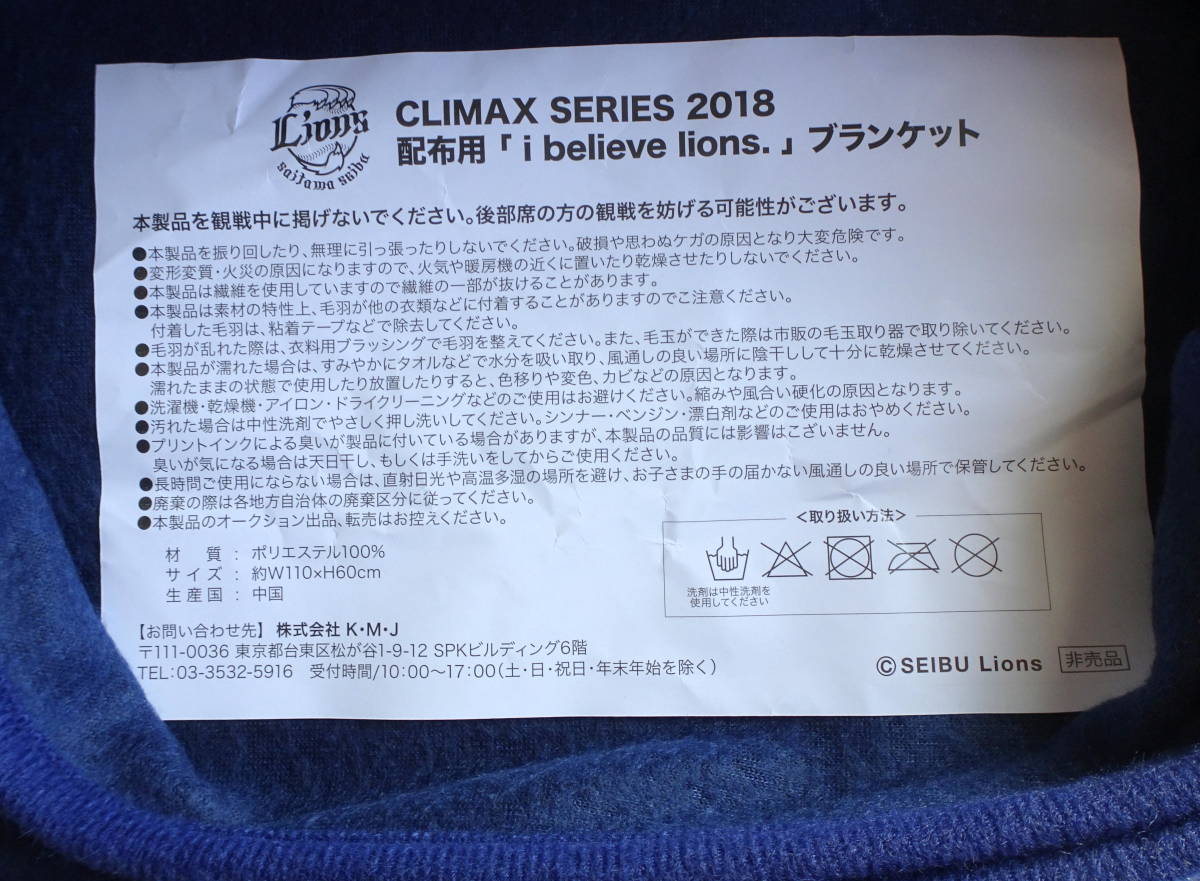 Lions
saitama seibu
CLIMAX SERIES 2018
配布用「 i believe lions. 」ブランケット
本製品を観戦中に掲げないでください。後部席の方の観戦を妨げる可能性がございます。
●本製品を振り回したり、無理に引っ張ったりしないでください。破損や思わぬケガの原因となり大変危険です。
●変形変質・火災の原因になりますので、火気や暖房機の近くに置いたり乾燥させたりしないでください。
●本製品は繊維を使用していますので繊維の一部が抜けることがあります。
●本製品は素材の特性上、毛羽が他の衣類などに付着することがありますのでご注意ください。
付着した毛羽は、粘着テープなどで除去してください。
●毛羽が乱れた際は、衣料用ブラッシングで毛羽を整えてください。また、毛玉ができた際は市販の毛玉取り器で取り除いてください。
●本製品が濡れた場合は、すみやかにタオルなどで水分を吸い取り、風通しの良い場所に陰干しして十分に乾燥させてください。
濡れたままの状態で使用したり放置したりすると、色移りや変色、カビなどの原因となります。
●洗濯機・乾燥機・アイロン・ドライクリーニングなどのご使用はお避けください。縮みや風合い硬化の原因となります。
●汚れた場合は中性洗剤でやさしく押し洗いしてください。シンナー・ベンジン・漂白剤などのご使用はおやめください。
●プリントインクによる臭いが製品に付いている場合がありますが、本製品の品質には影響はございません。
臭いが気になる場合は天日干し、もしくは手洗いをしてからご使用ください。
●長時間ご使用にならない場合は、直射日光や高温多湿の場所を避け、お子さまの手の届かない風通しの良い場所で保管してください。
●廃棄の際は各地方自治体の廃棄区分に従ってください。
●本製品のオークション出品、転売はお控えください。
＜取り扱い方法＞
材 質 : ポリエステル100%
サイズ : 約W110×H60cm
生産国 : 中国
洗剤は中性洗剤を
使用してください
【お問い合わせ先】 株式会社 K・M・J
〒111-0036 東京都台東区松が谷1-9-12 SPKビルディング6階
TEL:03-3532-5916 受付時間/10:00～17:00(土・日・祝日・年末年始を除く)
©SEIBU Lions 非売品